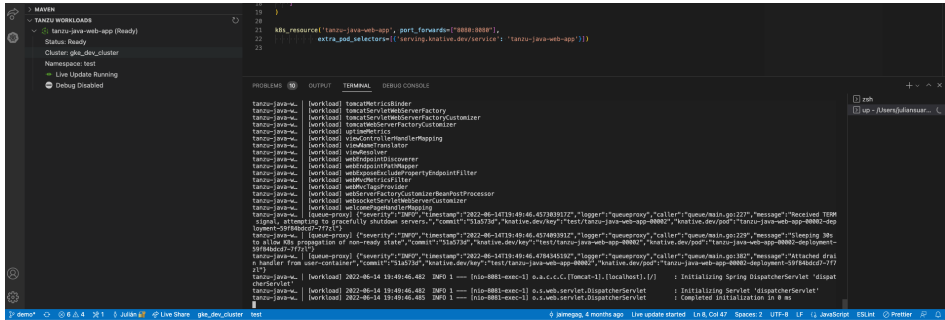 MAVEN
TANZU WORKLOADS
tanzu-java-web-app (Ready)
Status: Ready
Cluster: gke_dev_cluster
Namespace: test
Live Update Running
Debug Disabled
18 )
19 )
20
21 k8s_resource('tanzu-java-web-app', port_forwards=["8080:8080"],
22 extra_pod_selectors=[{'serving.knative.dev/service': 'tanzu-java-web-app'}])
23
PROBLEMS 10 OUTPUT TERMINAL DEBUG CONSOLE
zsh
up - /Users/juliansuar...
tanzu-java-w… | [workload] tomcatMetricsBinder
tanzu-java-w… | [workload] tomcatServletWebServerFactory
tanzu-java-w… | [workload] tomcatServletWebServerFactoryCustomizer
tanzu-java-w… | [workload] tomcatWebServerFactoryCustomizer
tanzu-java-w… | [workload] uptimeMetrics
tanzu-java-w… | [workload] viewControllerHandlerMapping
tanzu-java-w… | [workload] viewNameTranslator
tanzu-java-w… | [workload] viewResolver
tanzu-java-w… | [workload] webEndpointDiscoverer
tanzu-java-w… | [workload] webEndpointPathMapper
tanzu-java-w… | [workload] webExposeExcludePropertyEndpointFilter
tanzu-java-w… | [workload] webMvcMetricsFilter
tanzu-java-w… | [workload] webMvcTagsProvider
tanzu-java-w… | [workload] webServerFactoryCustomizerBeanPostProcessor
tanzu-java-w… | [workload] websocketServletWebServerCustomizer
tanzu-java-w… | [workload] welcomePageHandlerMapping
tanzu-java-w… | [queue-proxy] {"severity":"INFO","timestamp":"2022-06-14T19:49:46.457303917Z","logger":"queueproxy","caller":"queue/main.go:227","message":"Received TERM
signal, attempting to gracefully shutdown servers.","commit":"51a573d","knative.dev/key":"test/tanzu-java-web-app-00002","knative.dev/pod":"tanzu-java-web-app-00002-dep
loyment-59f84bdcd7-7f7zl"}
tanzu-java-w… | [queue-proxy] {"severity":"INFO","timestamp":"2022-06-14T19:49:46.457409391Z","logger":"queueproxy","caller":"queue/main.go:229","message":"Sleeping 30s
to allow K8s propagation of non-ready state","commit":"51a573d","knative.dev/key":"test/tanzu-java-web-app-00002","knative.dev/pod":"tanzu-java-web-app-00002-deployment-
59f84bdcd7-7f7zl"}
tanzu-java-w… | [queue-proxy] {"severity":"INFO","timestamp":"2022-06-14T19:49:46.478434519Z","logger":"queueproxy","caller":"queue/main.go:382","message":"Attached drai
n handler from user-container","commit":"51a573d","knative.dev/key":"test/tanzu-java-web-app-00002","knative.dev/pod":"tanzu-java-web-app-00002-deployment-59f84bdcd7-7f7
zl"}
tanzu-java-w… | [workload] 2022-06-14 19:49:46.482 INFO 1 --- [nio-8081-exec-1] o.a.c.c.C.[Tomcat-1].[localhost].[/] : Initializing Spring DispatcherServlet 'dispat
cherServlet'
tanzu-java-w… | [workload] 2022-06-14 19:49:46.482 INFO 1 --- [nio-8081-exec-1] o.s.web.servlet.DispatcherServlet : Initializing Servlet 'dispatcherServlet'
tanzu-java-w… | [workload] 2022-06-14 19:49:46.485 INFO 1 --- [nio-8081-exec-1] o.s.web.servlet.DispatcherServlet : Completed initialization in 0 ms
demo* 6 4 1 Julián Live Share gke_dev_cluster test jaimegag, 4 months ago Live update started Ln 8, Col 47 Spaces: 2 UTF-8 LF JavaScript ESLint Prettier